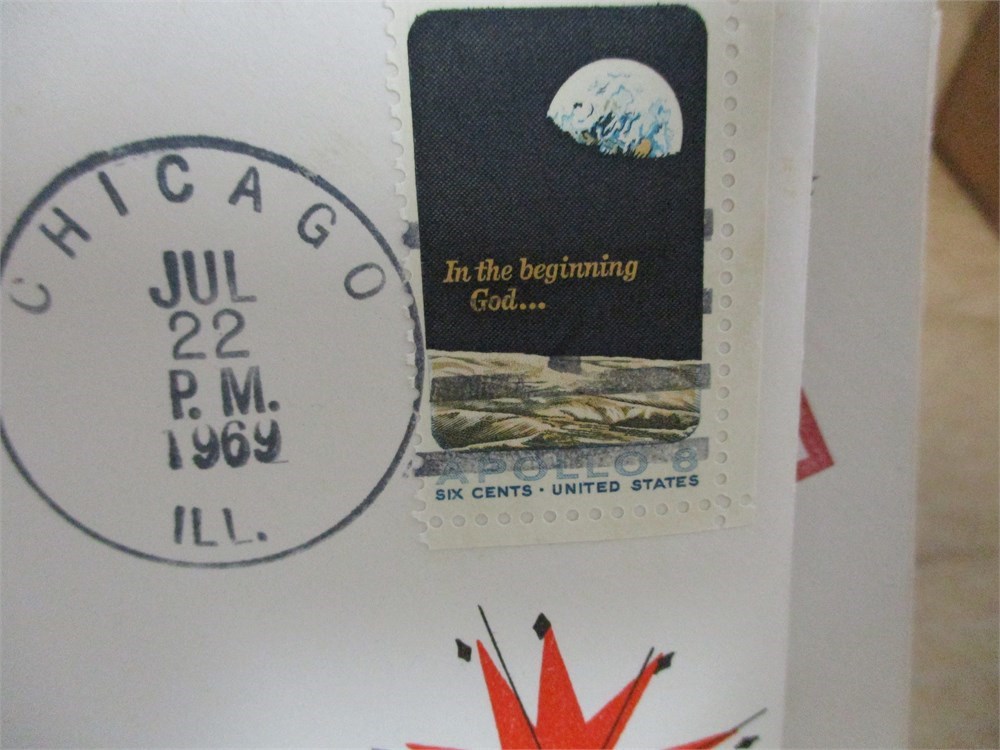 CHICAGO
JUL
22
P. M.
1969
ILL.
In the beginning
God...
APOLLO 8
SIX CENTS · UNITED STATES